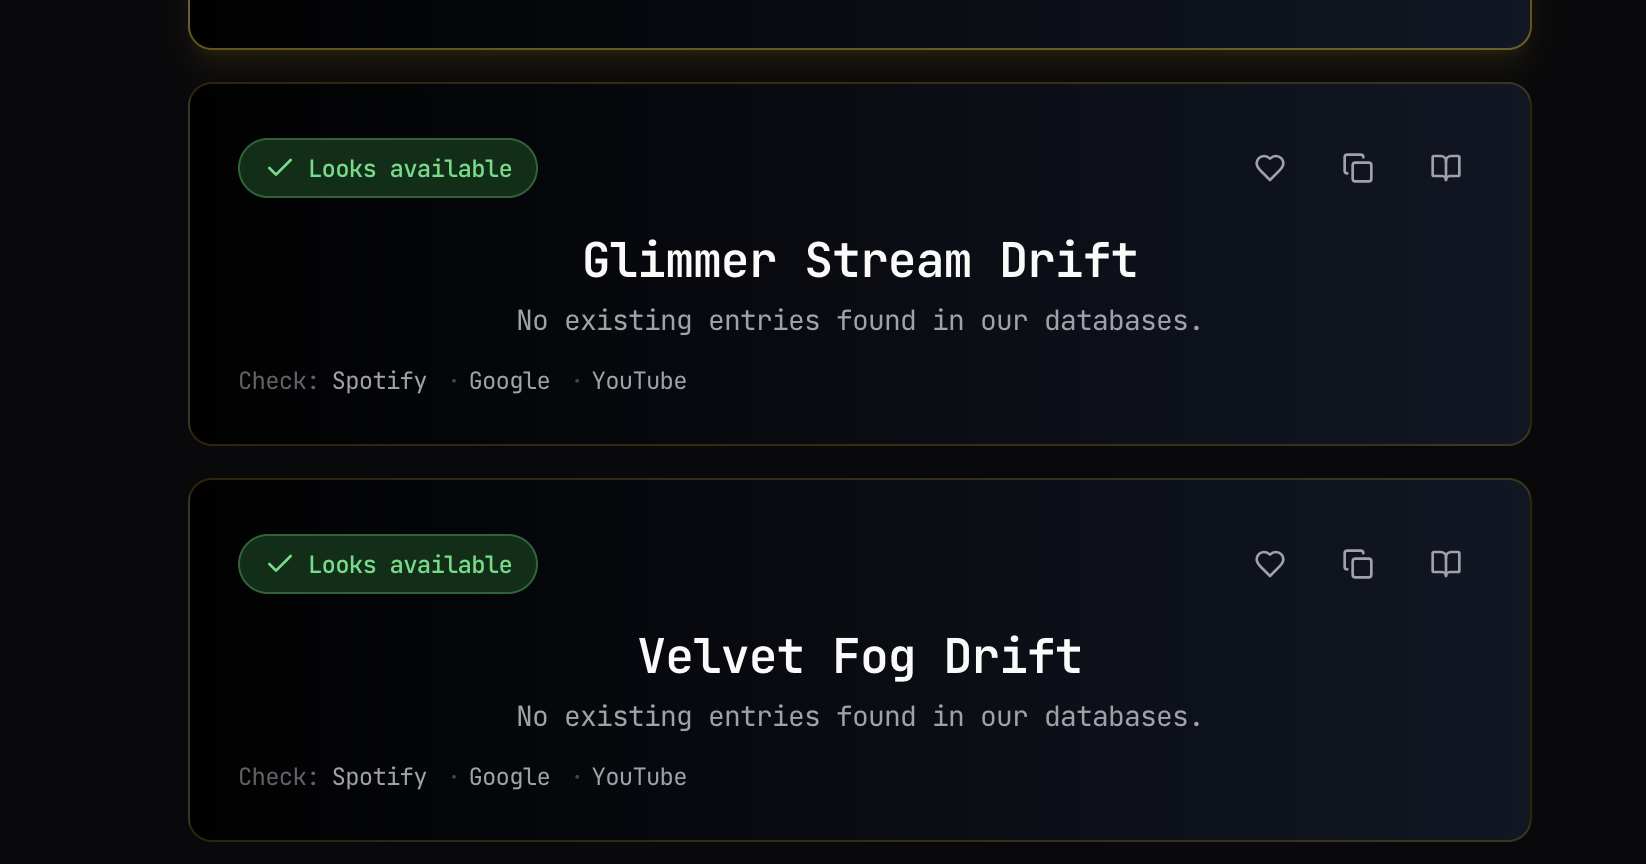 Looks available
Glimmer Stream Drift
No existing entries found in our databases.
Check: Spotify · Google · YouTube
Looks available
Velvet Fog Drift
No existing entries found in our databases.
Check: Spotify · Google · YouTube